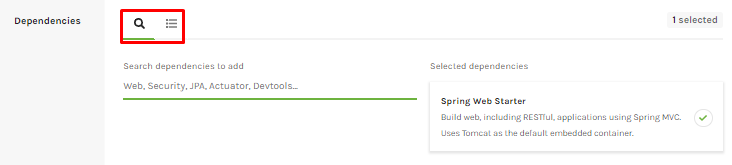 Dependencies
1 selected
Search dependencies to add
Web, Security, JPA, Actuator, Devtools...
Selected dependencies
Spring Web Starter
Build web, including RESTful, applications using Spring MVC.
Uses Tomcat as the default embedded container.